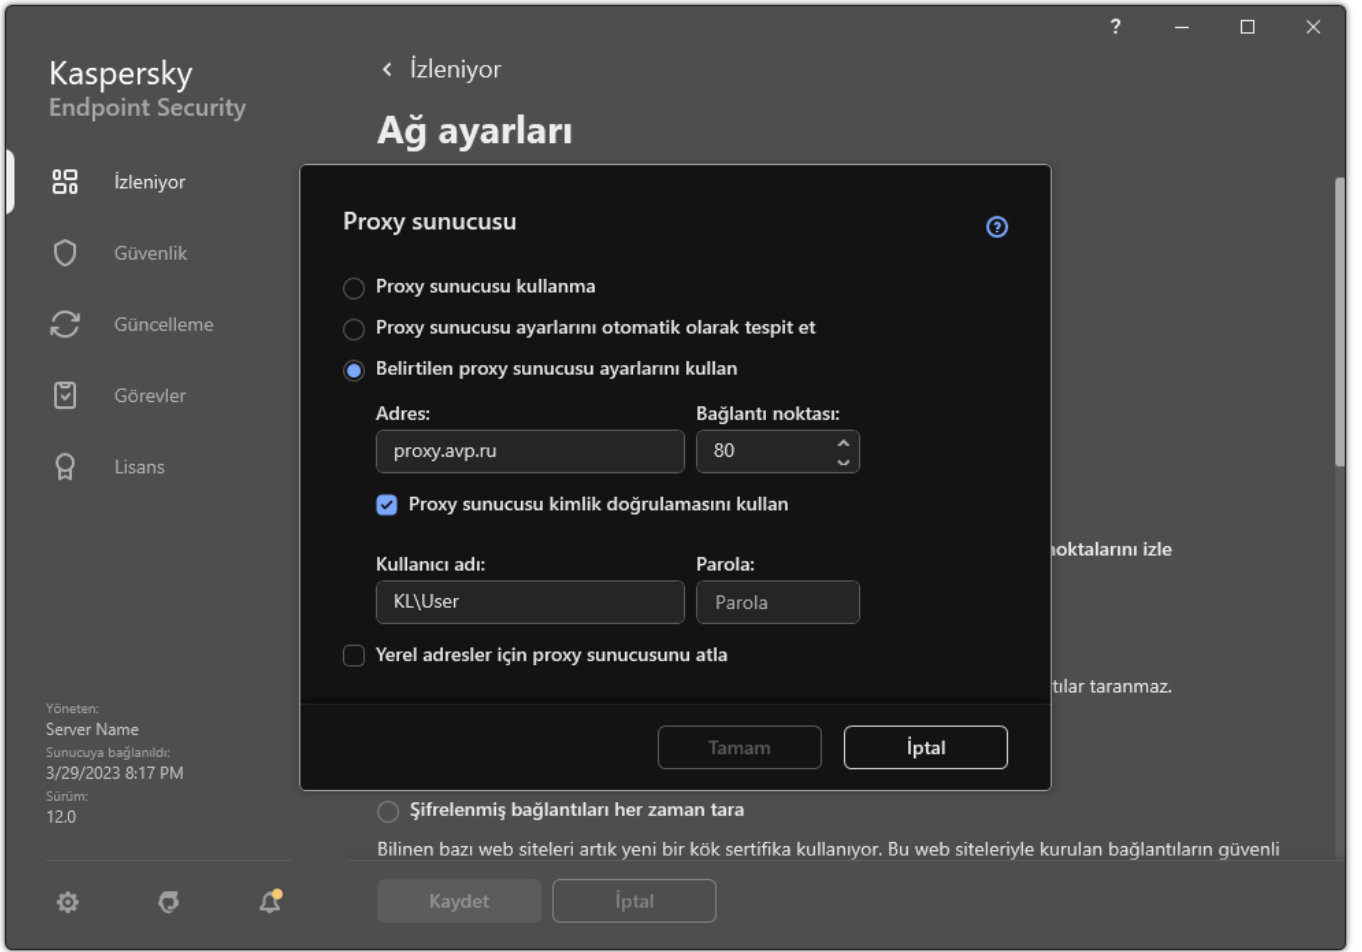 ?
Kaspersky
Endpoint Security
İzleniyor
Güvenlik
Güncelleme
Görevler
Lisans
Yöneten:
Server Name
Sunucuya bağlanıldı:
3/29/2023 8:17 PM
Sürüm:
12.0
İzleniyor
Ağ ayarları
Proxy sunucusu
?
Proxy sunucusu kullanma
Proxy sunucusu ayarlarını otomatik olarak tespit et
Belirtilen proxy sunucusu ayarlarını kullan
Adres: Bağlantı noktası:
proxy.avp.ru 80
Proxy sunucusu kimlik doğrulamasını kullan
Kullanıcı adı: Parola:
KL\User Parola
Yerel adresler için proxy sunucusunu atla
Tamam İptal
noktalarını izle
tılar taranmaz.
Şifrelenmiş bağlantıları her zaman tara
Bilinen bazı web siteleri artık yeni bir kök sertifika kullanıyor. Bu web siteleriyle kurulan bağlantıların güvenli
Kaydet İptal